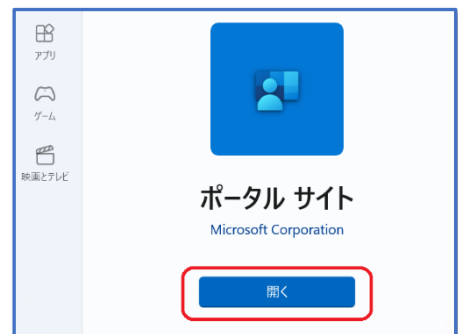 アプリ
ゲーム
映画とテレビ
ポータル サイト
Microsoft Corporation
開く